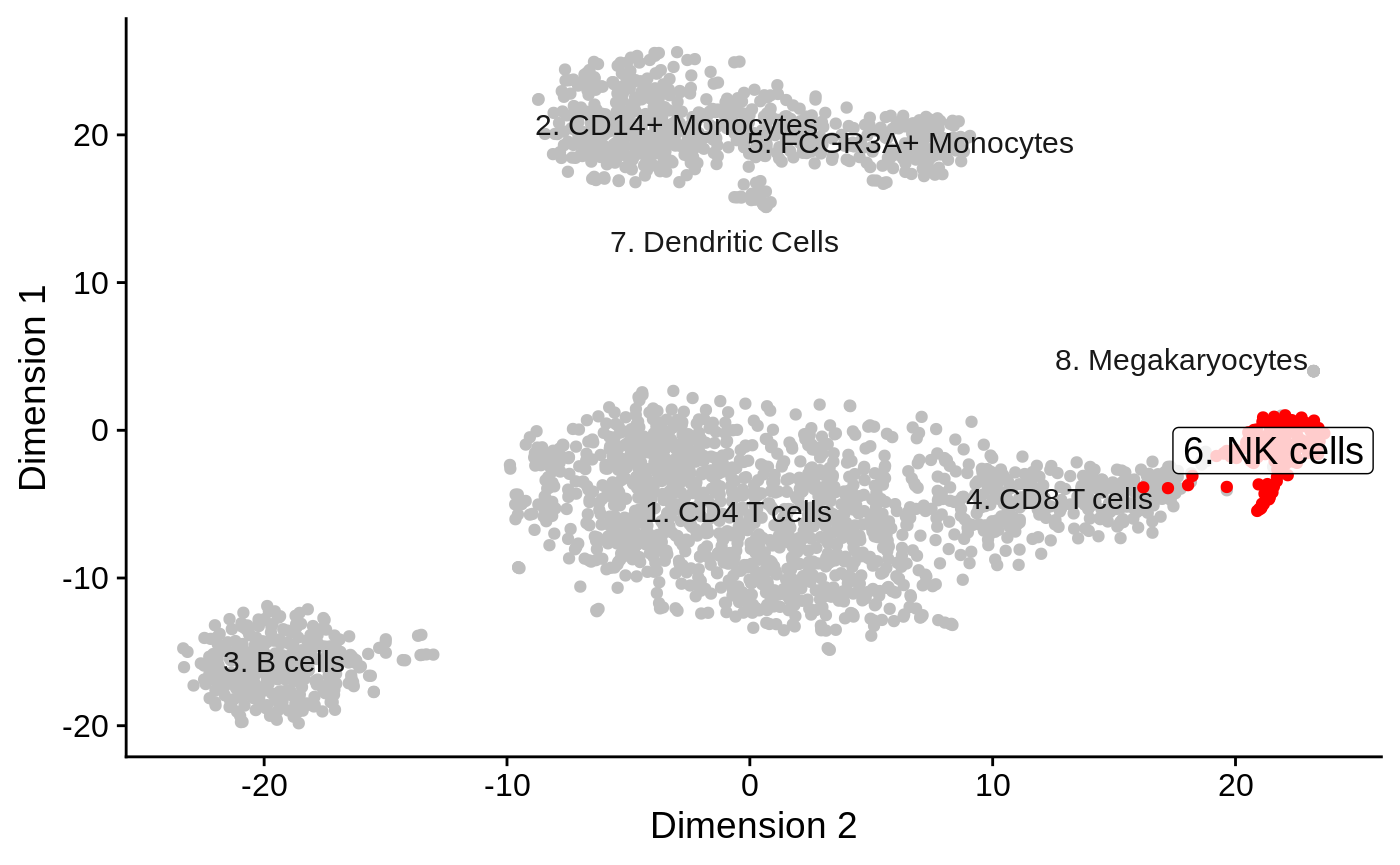 2. CD14+ Monocytes
5. FCGR3A+ Monocytes
7. Dendritic Cells
8. Megakaryocytes
6. NK cells
4. CD8 T cells
1. CD4 T cells
3. B cells
Dimension 1
20
10
0
-10
-20
-20
-10
0
10
20
Dimension 2